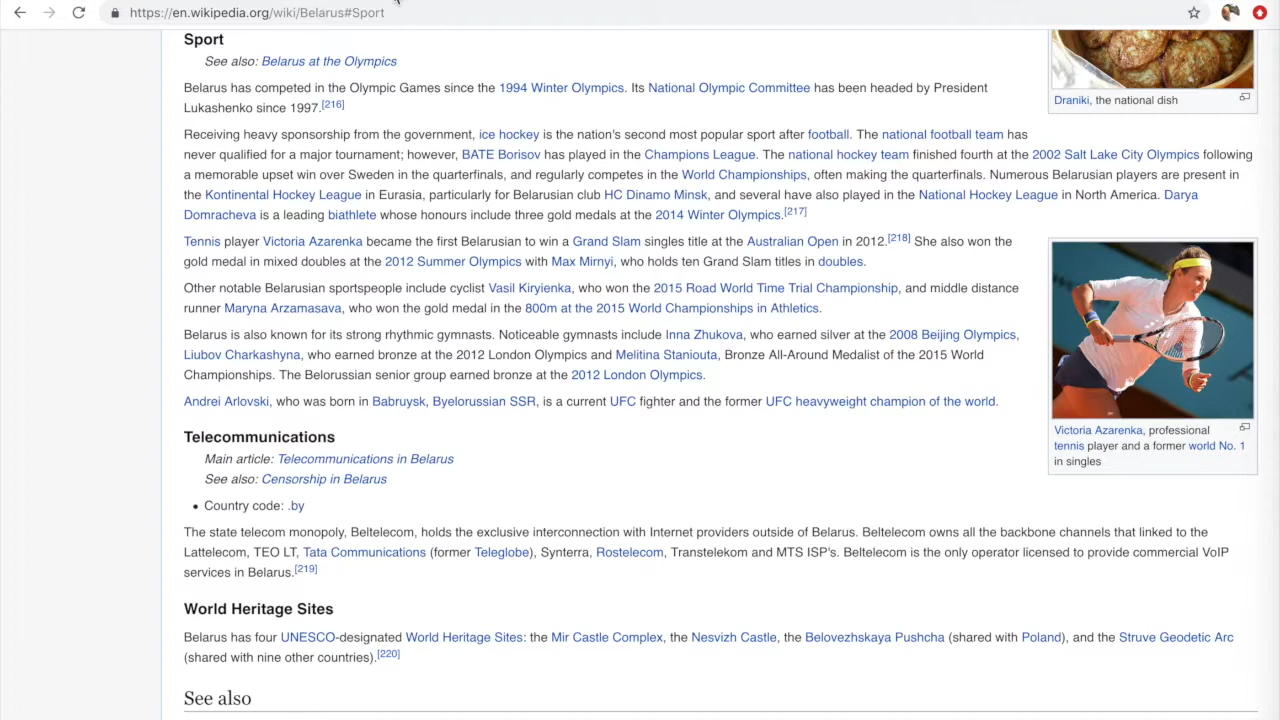 https://en.wikipedia.org/wiki/Belarus#Sport
Sport
See also: Belarus at the Olympics
Belarus has competed in the Olympic Games since the 1994 Winter Olympics. Its National Olympic Committee has been headed by President
Lukashenko since 1997.[216]
Receiving heavy sponsorship from the government, ice hockey is the nation's second most popular sport after football. The national football team has
never qualified for a major tournament; however, BATE Borisov has played in the Champions League. The national hockey team finished fourth at the 2002 Salt Lake City Olympics following
a memorable upset win over Sweden in the quarterfinals, and regularly competes in the World Championships, often making the quarterfinals. Numerous Belarusian players are present in
the Kontinental Hockey League in Eurasia, particularly for Belarusian club HC Dinamo Minsk, and several have also played in the National Hockey League in North America. Darya
Domracheva is a leading biathlete whose honours include three gold medals at the 2014 Winter Olympics.[217]
Tennis player Victoria Azarenka became the first Belarusian to win a Grand Slam singles title at the Australian Open in 2012.[218] She also won the
gold medal in mixed doubles at the 2012 Summer Olympics with Max Mirnyi, who holds ten Grand Slam titles in doubles.
Other notable Belarusian sportspeople include cyclist Vasil Kiryienka, who won the 2015 Road World Time Trial Championship, and middle distance
runner Maryna Arzamasava, who won the gold medal in the 800m at the 2015 World Championships in Athletics.
Belarus is also known for its strong rhythmic gymnasts. Noticeable gymnasts include Inna Zhukova, who earned silver at the 2008 Beijing Olympics,
Liubov Charkashyna, who earned bronze at the 2012 London Olympics and Melitina Staniouta, Bronze All-Around Medalist of the 2015 World
Championships. The Belorussian senior group earned bronze at the 2012 London Olympics.
Andrei Arlovski, who was born in Babruysk, Byelorussian SSR, is a current UFC fighter and the former UFC heavyweight champion of the world.
Draniki, the national dish
Victoria Azarenka, professional
tennis player and a former world No. 1
in singles
Telecommunications
Main article: Telecommunications in Belarus
See also: Censorship in Belarus
• Country code: .by
The state telecom monopoly, Beltelecom, holds the exclusive interconnection with Internet providers outside of Belarus. Beltelecom owns all the backbone channels that linked to the
Lattelecom, TEO LT, Tata Communications (former Teleglobe), Synterra, Rostelecom, Transtelekom and MTS ISP's. Beltelecom is the only operator licensed to provide commercial VoIP
services in Belarus.[219]
World Heritage Sites
Belarus has four UNESCO-designated World Heritage Sites: the Mir Castle Complex, the Nesvizh Castle, the Belovezhskaya Pushcha (shared with Poland), and the Struve Geodetic Arc
(shared with nine other countries).[220]
See also